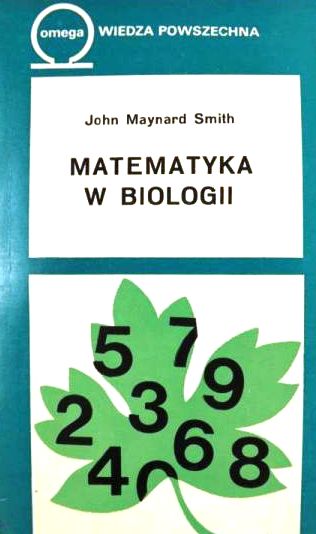 omega WIEDZA POWSZECHNA
John Maynard Smith
MATEMATYKA
W BIOLOGII
5 7
2 3 9
4 6 8
0